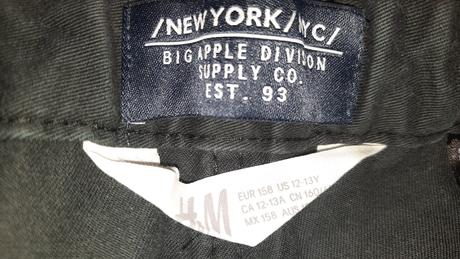 /NEWYORK/NYC/
BIG APPLE DIVISION
SUPPLY CO.
EST. 93
H&M
EUR 158 US 12-13Y
CA 12-13A CN 160/
MX 158 AUS